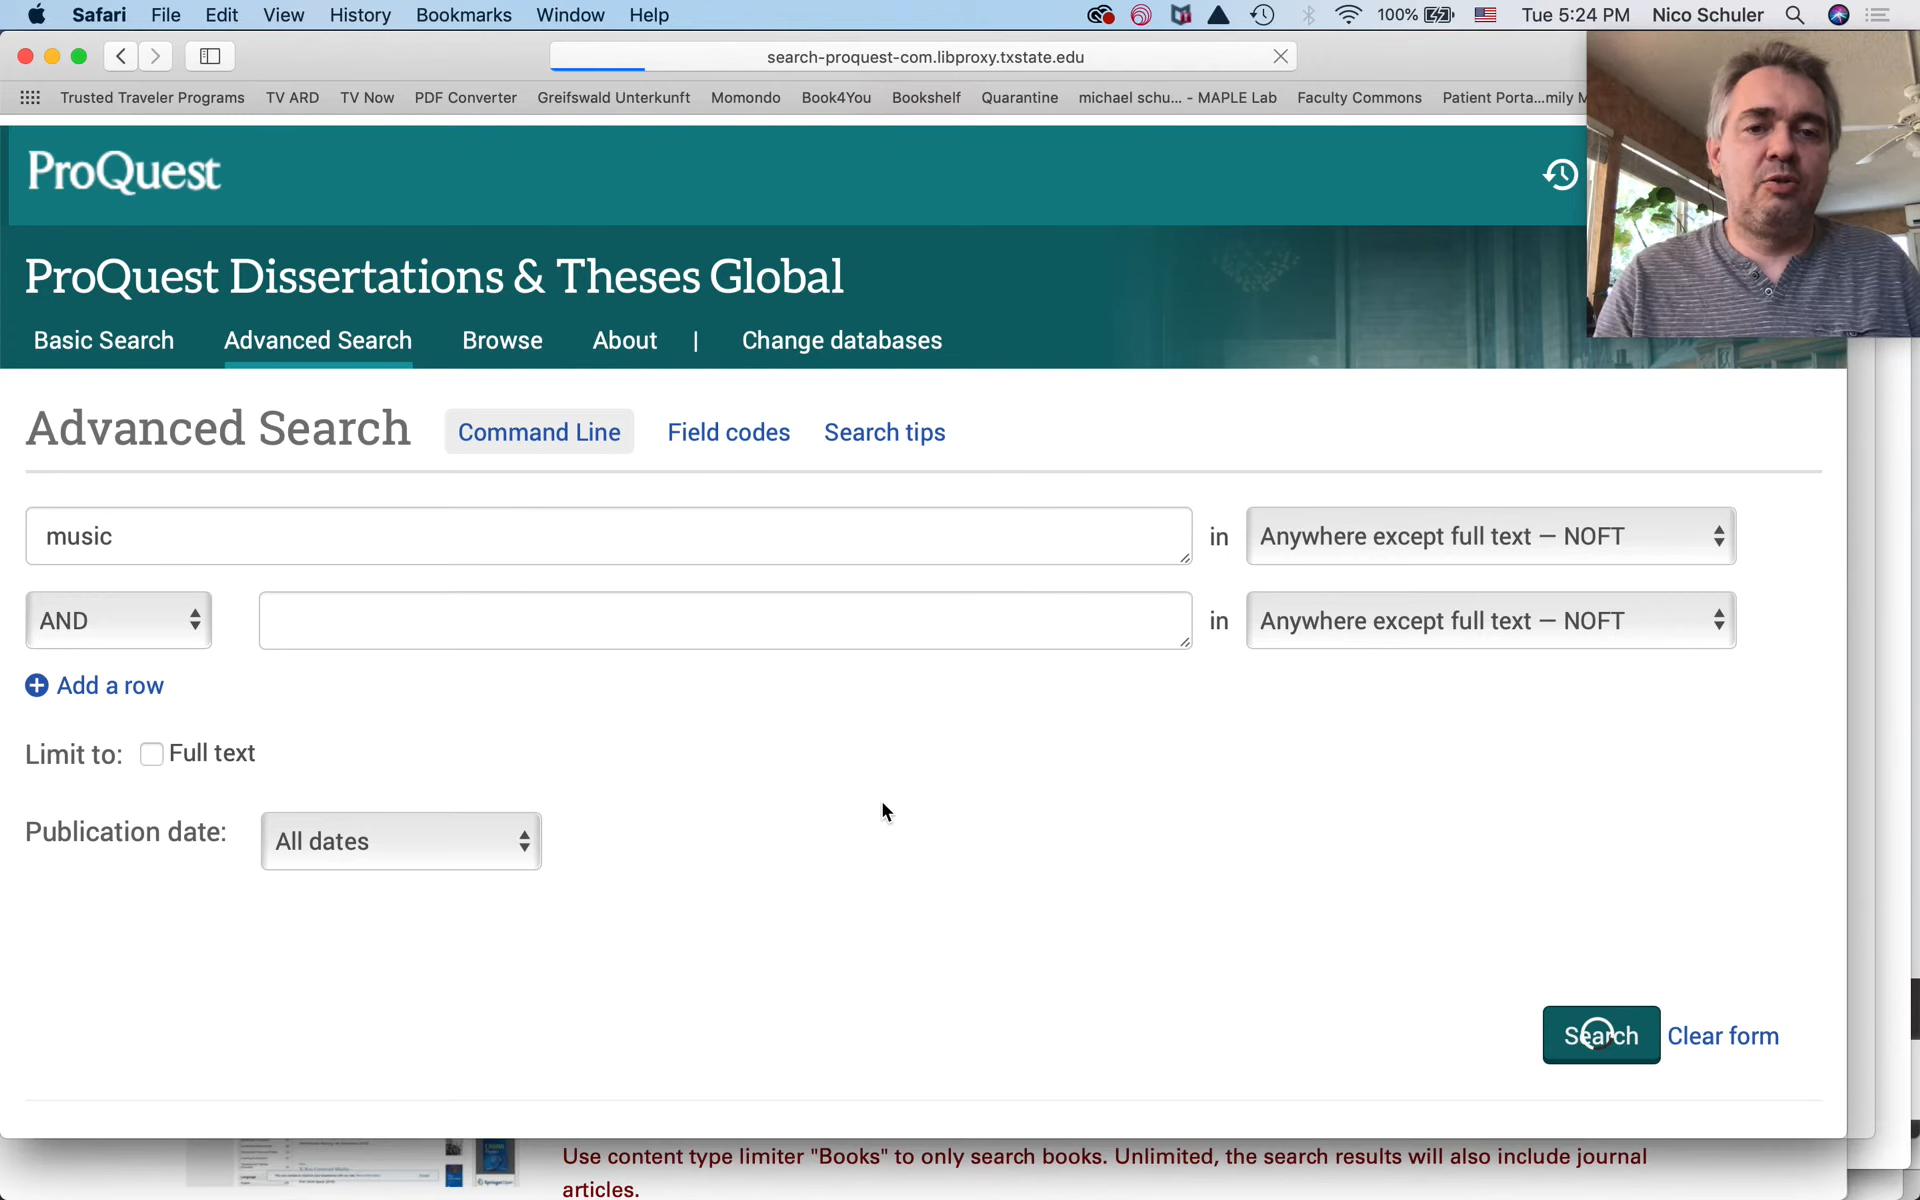 Safari File Edit View History Bookmarks Window Help 100% Tue 5:24 PM Nico Schuler
search-proquest-com.libproxy.txstate.edu
Trusted Traveler Programs TV ARD TV Now PDF Converter Greifswald Unterkunft Momondo Book4You Bookshelf Quarantine michael schu... - MAPLE Lab Faculty Commons Patient Porta...mily M
ProQuest
ProQuest Dissertations & Theses Global
Basic Search Advanced Search Browse About | Change databases
Advanced Search Command Line Field codes Search tips
music in Anywhere except full text — NOFT
AND in Anywhere except full text — NOFT
Add a row
Limit to: Full text
Publication date: All dates
Search Clear form
Use content type limiter "Books" to only search books. Unlimited, the search results will also include journal
articles.